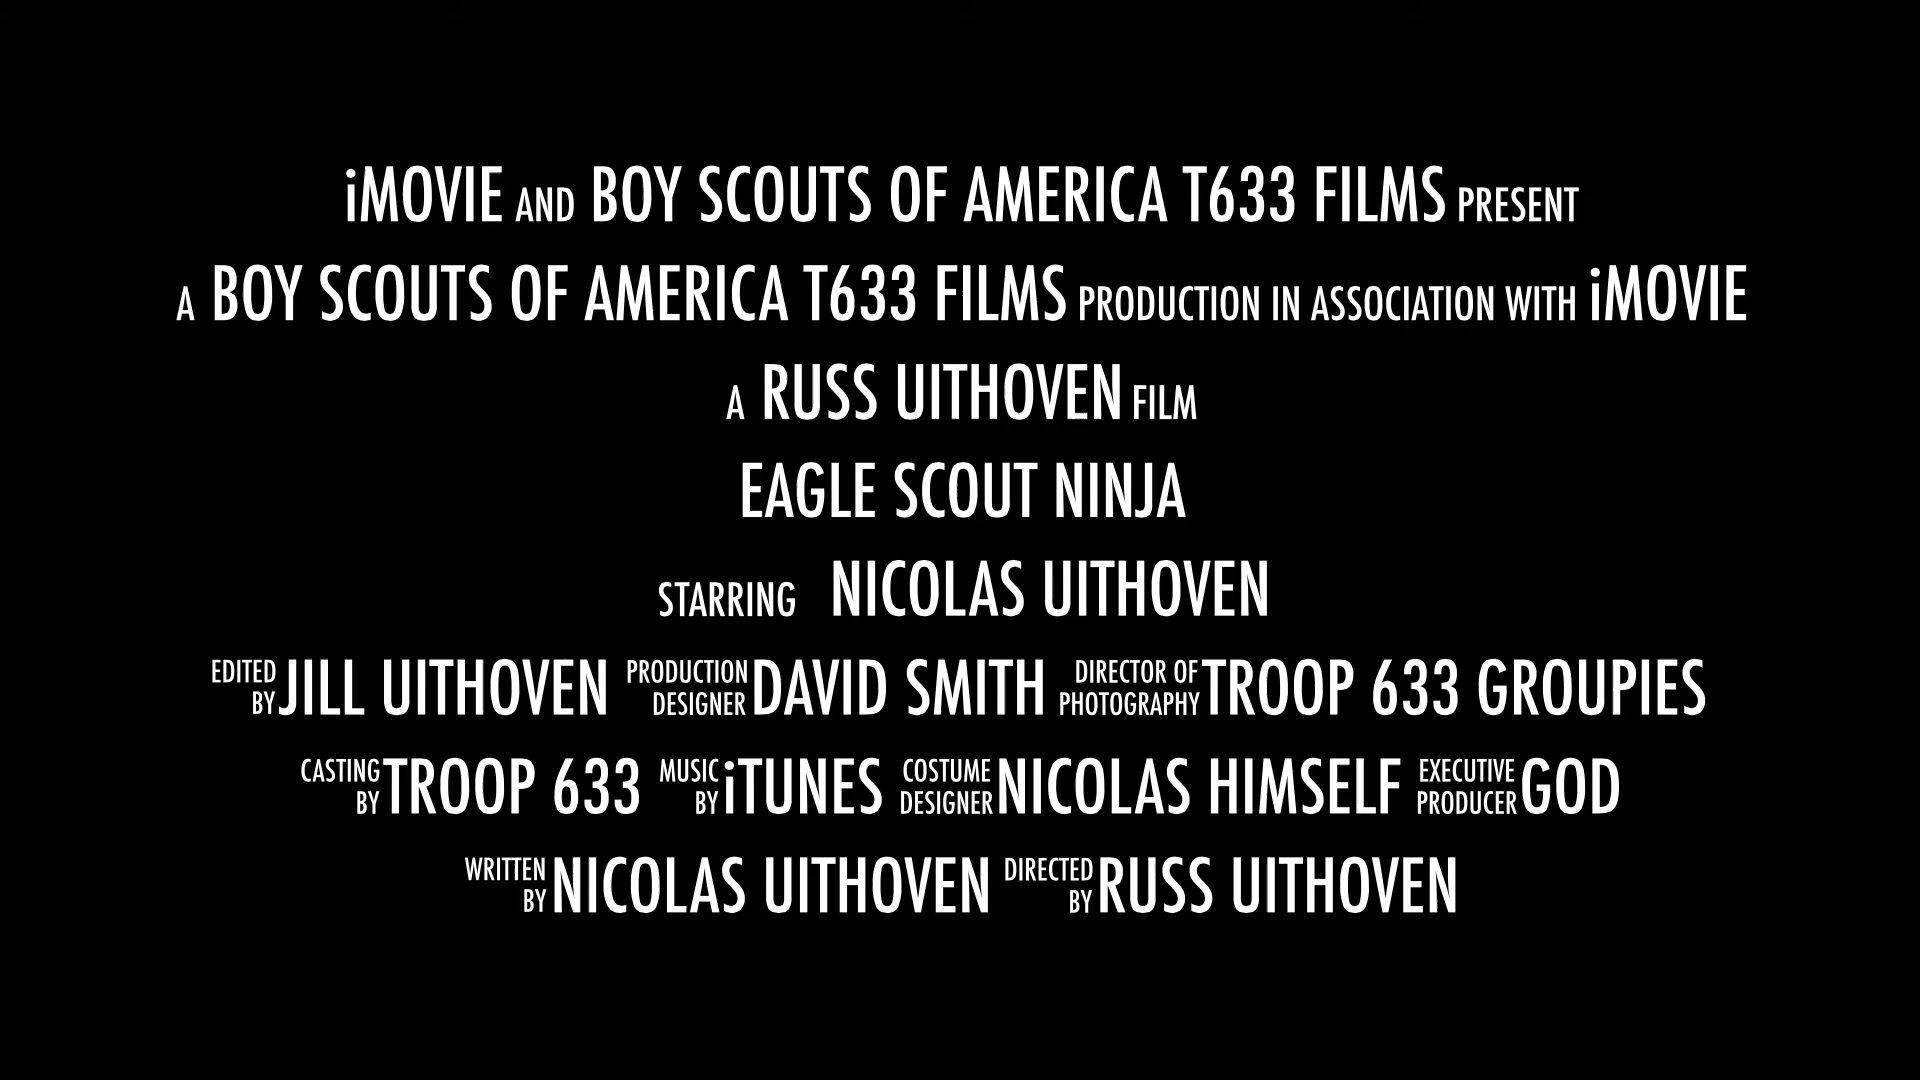 iMOVIE AND BOY SCOUTS OF AMERICA T633 FILMS PRESENT
A BOY SCOUTS OF AMERICA T633 FILMS PRODUCTION IN ASSOCIATION WITH iMOVIE
A RUSS UITHOVEN FILM
EAGLE SCOUT NINJA
STARRING NICOLAS UITHOVEN
EDITED BY JILL UITHOVEN PRODUCTION DESIGNER DAVID SMITH DIRECTOR OF PHOTOGRAPHY TROOP 633 GROUPIES
CASTING BY TROOP 633 MUSIC BY iTUNES COSTUME DESIGNER NICOLAS HIMSELF EXECUTIVE PRODUCER GOD
WRITTEN BY NICOLAS UITHOVEN DIRECTED BY RUSS UITHOVEN